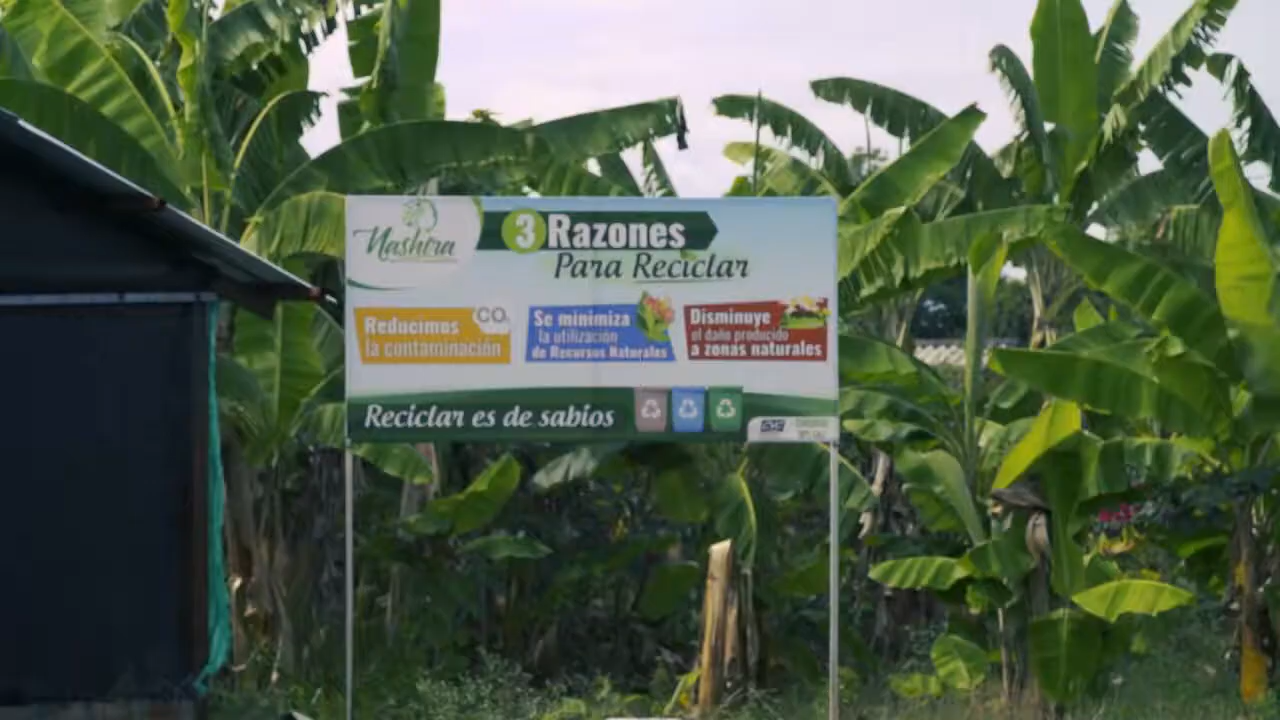 Nashira
3 Razones
Para Reciclar
Reducimos
la contaminación
CO
Se minimiza
la utilización
de Recursos Naturales
Disminuye
el daño producido
a zonas naturales
Reciclar es de sabios